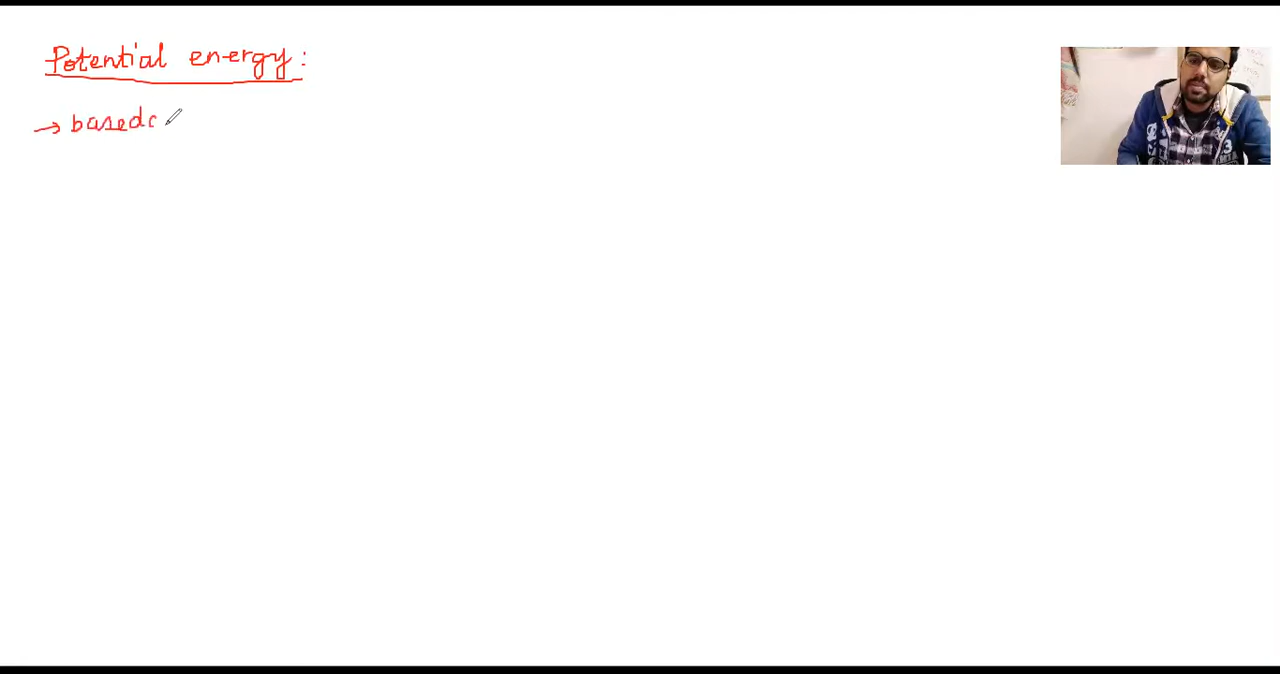 Potential energy :
→ basedc